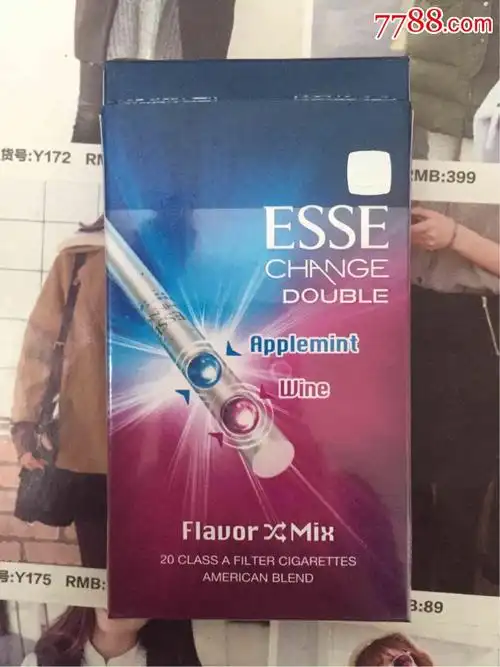 7788.com
货号:Y172 RM
RMB:399
ESSE
CHANGE
DOUBLE
Applemint
Wine
Flavor Mix
20 CLASS A FILTER CIGARETTES
AMERICAN BLEND
号:Y175 RMB:
B:89